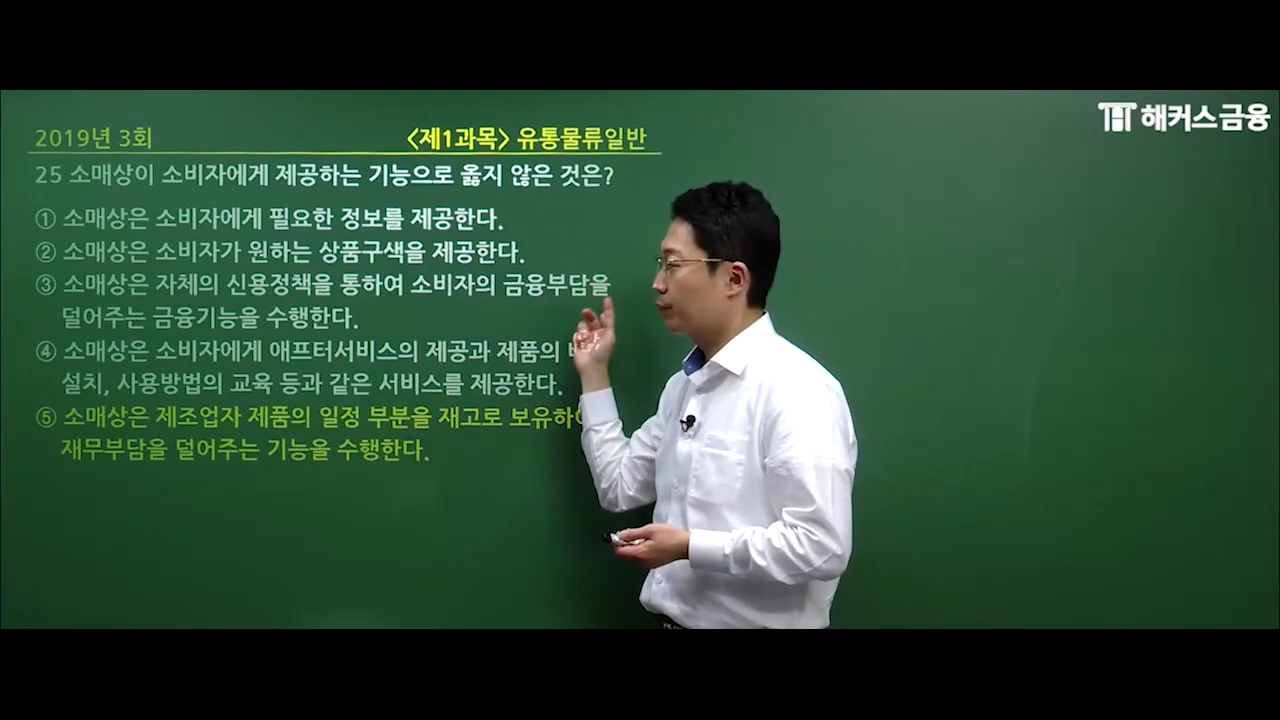 해커스금융
2019년 3회 <제1과목> 유통물류일반
25 소매상이 소비자에게 제공하는 기능으로 옳지 않은 것은?
① 소매상은 소비자에게 필요한 정보를 제공한다.
② 소매상은 소비자가 원하는 상품구색을 제공한다.
③ 소매상은 자체의 신용정책을 통하여 소비자의 금융부담을
덜어주는 금융기능을 수행한다.
④ 소매상은 소비자에게 애프터서비스의 제공과 제품의
설치, 사용방법의 교육 등과 같은 서비스를 제공한다.
⑤ 소매상은 제조업자 제품의 일정 부분을 재고로
재무부담을 덜어주는 기능을 수행한다.